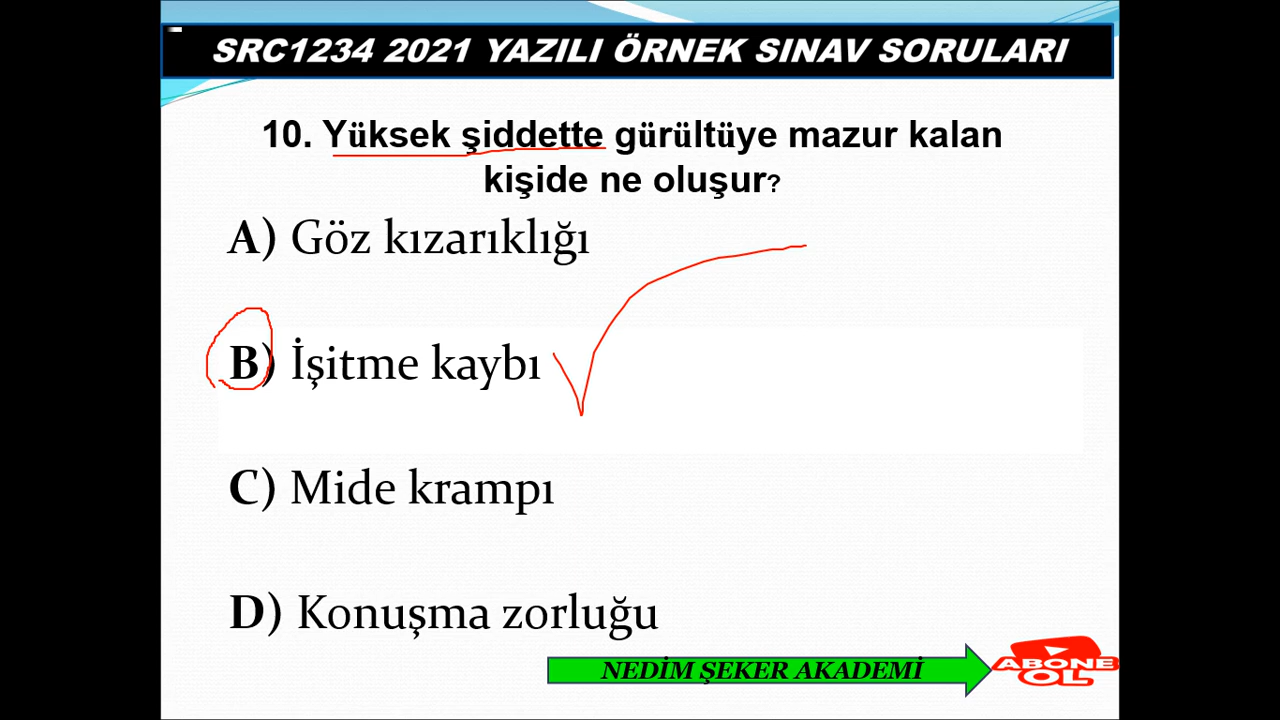 SRC1234 2021 YAZILI ÖRNEK SINAV SORULARI
10. Yüksek şiddette gürültüye mazur kalan
kişide ne oluşur?
A) Göz kızarıklığı
B) İşitme kaybı
C) Mide krampı
D) Konuşma zorluğu
NEDİM ŞEKER AKADEMİ
ABONE
OL